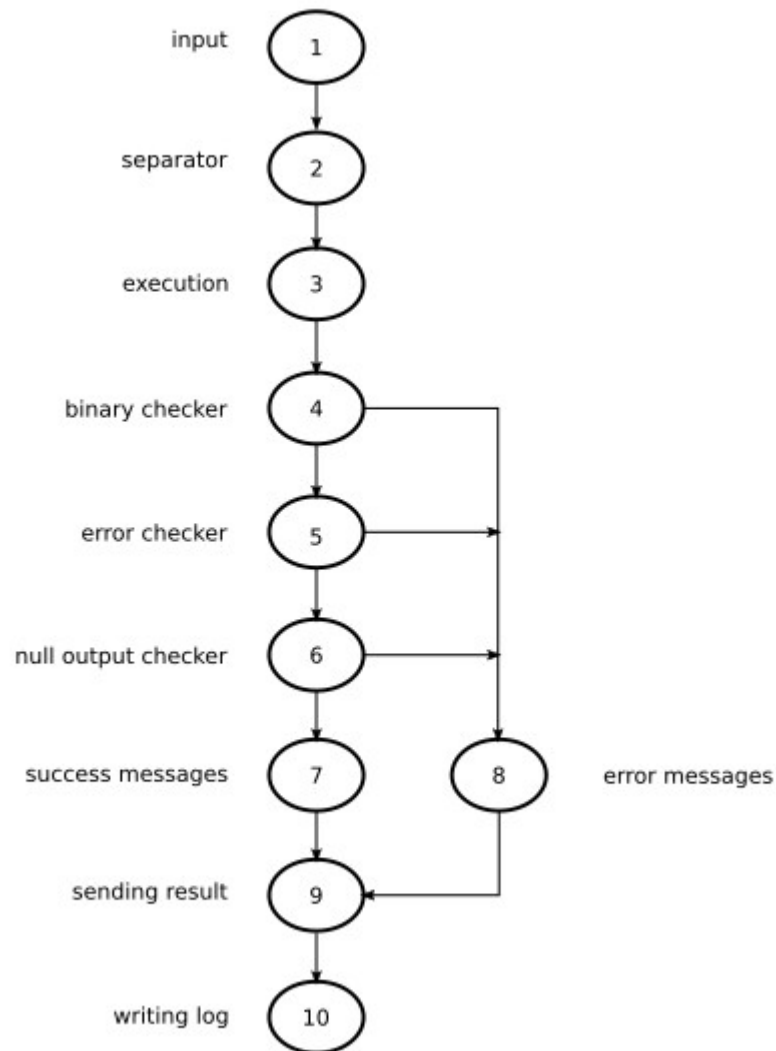 input 1
separator 2
execution 3
binary checker 4
error checker 5
null output checker 6
success messages 7 8 error messages
sending result 9
writing log 10